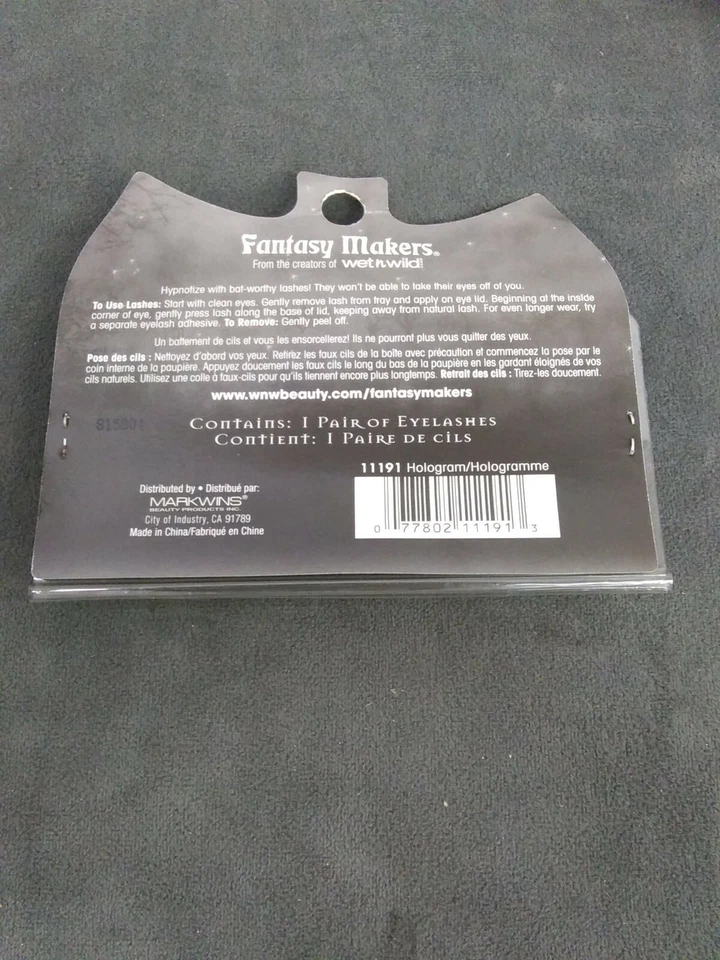 Fantasy Makers®
From the creators of wet n wild®
Hypnotize with bat-worthy lashes! They won't be able to take their eyes off of you.
To Use Lashes: Start with clean eyes. Gently remove lash from tray and apply on eye lid. Beginning at the inside
corner of eye, gently press lash along the base of lid, keeping away from natural lash. For even longer wear, try
a separate eyelash adhesive. To Remove: Gently peel off.
Un battement de cils et vous les ensorcellerez! Ils ne pourront plus vous quitter des yeux.
Pose des cils : Nettoyez d'abord vos yeux. Retirez les faux cils de la boîte avec précaution et commencez la pose par le
coin interne de la paupière. Appuyez doucement les faux cils le long du bas de la paupière en les gardant éloignés de vos
cils naturels. Utilisez une colle à faux-cils pour qu'ils tiennent encore plus longtemps. Retrait des cils : Tirez-les doucement.
www.wnwbeauty.com/fantasymakers
Contains: 1 Pair of Eyelashes
Contient: 1 Paire de cils
11191 Hologram/Hologramme
Distributed by • Distribué par:
MARKWINS®
BEAUTY PRODUCTS INC.
City of Industry, CA 91789
Made in China/Fabriqué en Chine
0 77802 11191 3